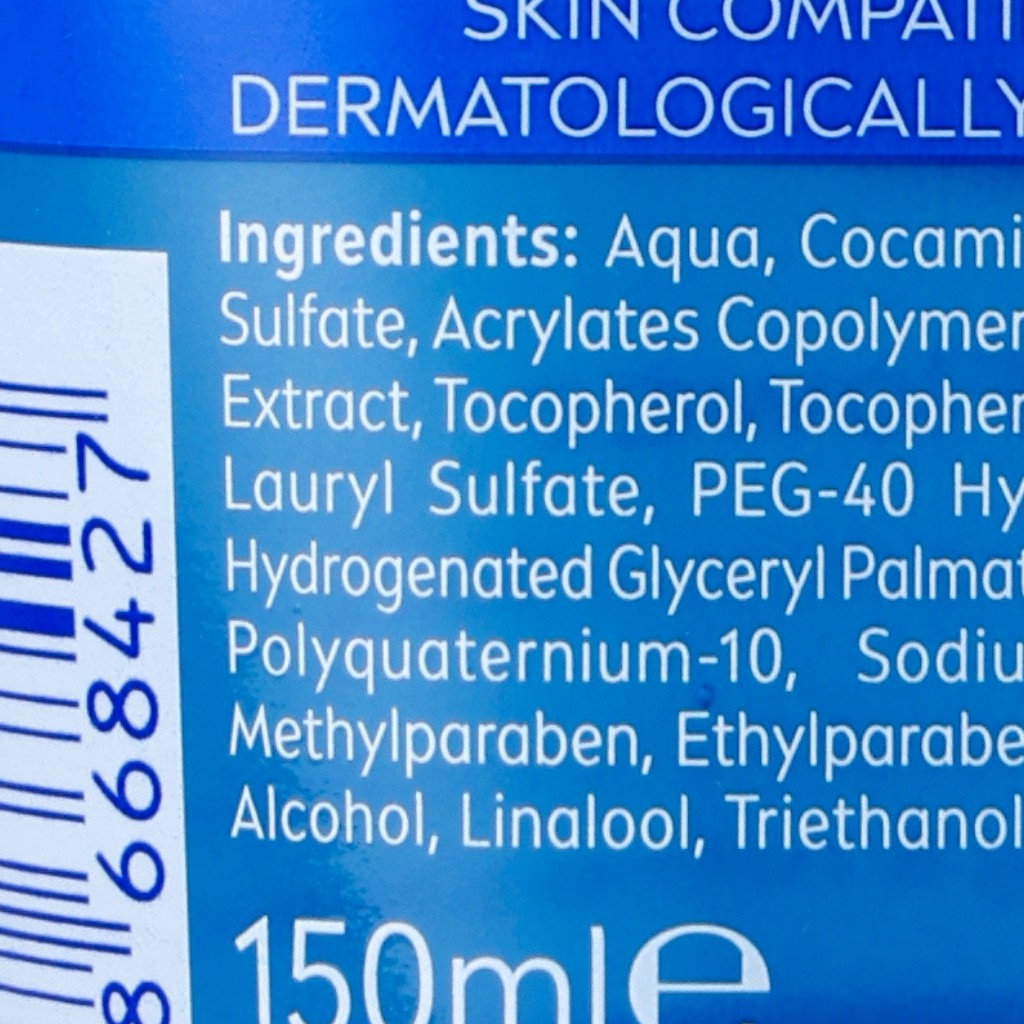 SKIN COMPATI
DERMATOLOGICALLY
Ingredients: Aqua, Cocami
Sulfate, Acrylates Copolymer
Extract, Tocopherol, Tocopher
Lauryl Sulfate, PEG-40 Hy
Hydrogenated Glyceryl Palmat
Polyquaternium-10, Sodiu
Methylparaben, Ethylparabe
Alcohol, Linalool, Triethanol
150ml e
8 668427